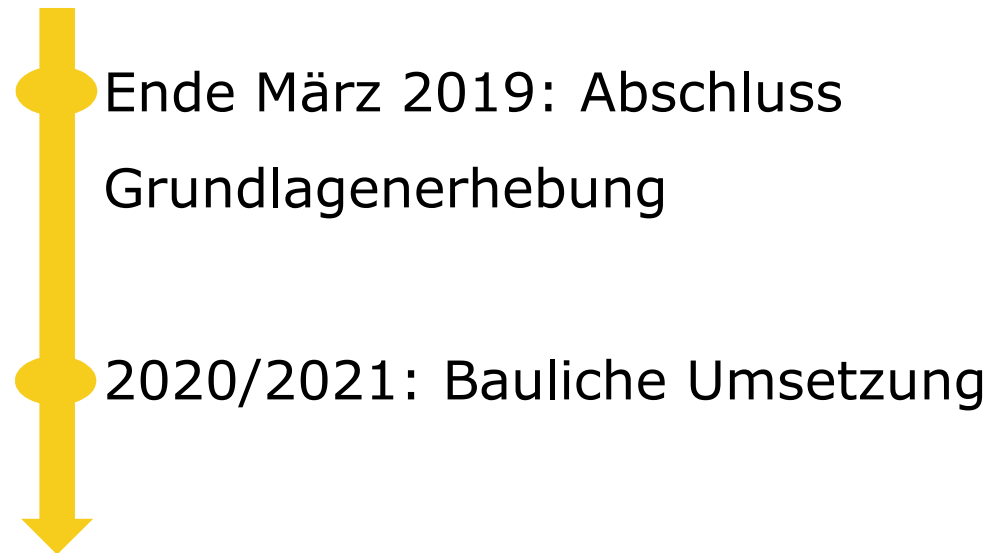 Ende März 2019: Abschluss
Grundlagenerhebung
2020/2021: Bauliche Umsetzung